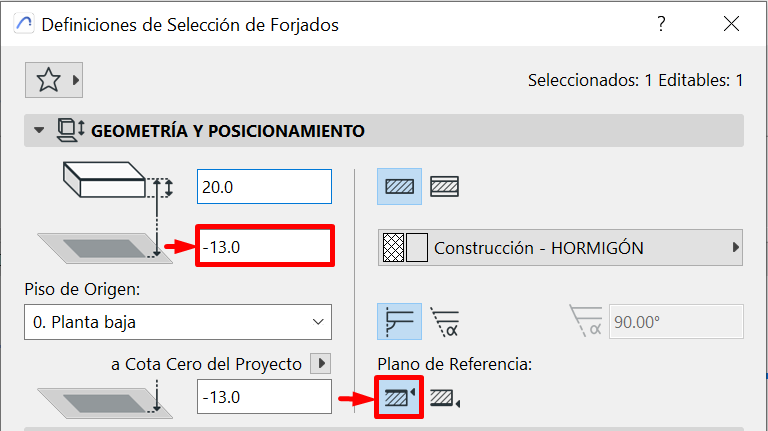 Definiciones de Selección de Forjados
?
Seleccionados: 1 Editables: 1
GEOMETRÍA Y POSICIONAMIENTO
20.0
-13.0
Construcción - HORMIGÓN
Piso de Origen:
0. Planta baja
α
α
90.00°
a Cota Cero del Proyecto
Plano de Referencia:
-13.0